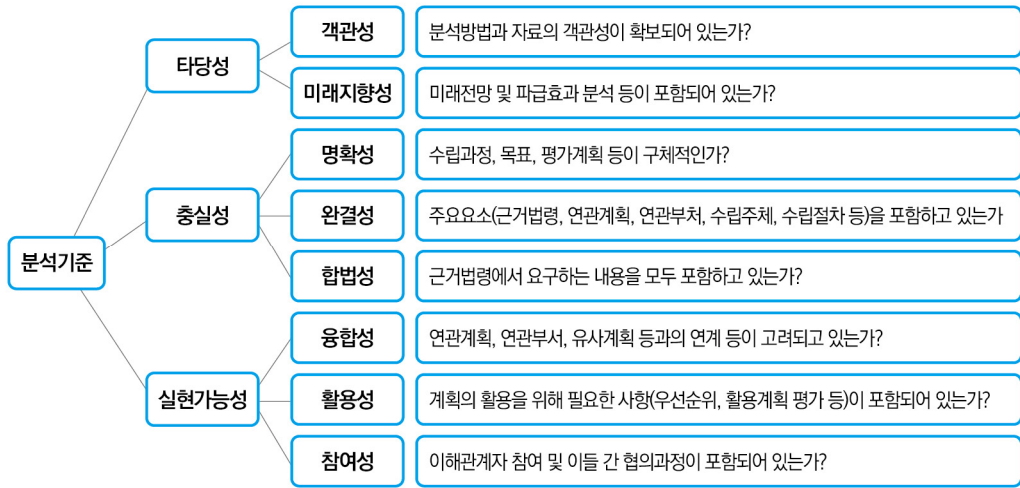 분석기준
타당성
객관성
분석방법과 자료의 객관성이 확보되어 있는가?
미래지향성
미래전망 및 파급효과 분석 등이 포함되어 있는가?
충실성
명확성
수립과정, 목표, 평가계획 등이 구체적인가?
완결성
주요요소(근거법령, 연관계획, 연관부처, 수립주체, 수립절차 등)을 포함하고 있는가
합법성
근거법령에서 요구하는 내용을 모두 포함하고 있는가?
실현가능성
융합성
연관계획, 연관부서, 유사계획 등과의 연계 등이 고려되고 있는가?
활용성
계획의 활용을 위해 필요한 사항(우선순위, 활용계획 평가 등)이 포함되어 있는가?
참여성
이해관계자 참여 및 이들 간 협의과정이 포함되어 있는가?